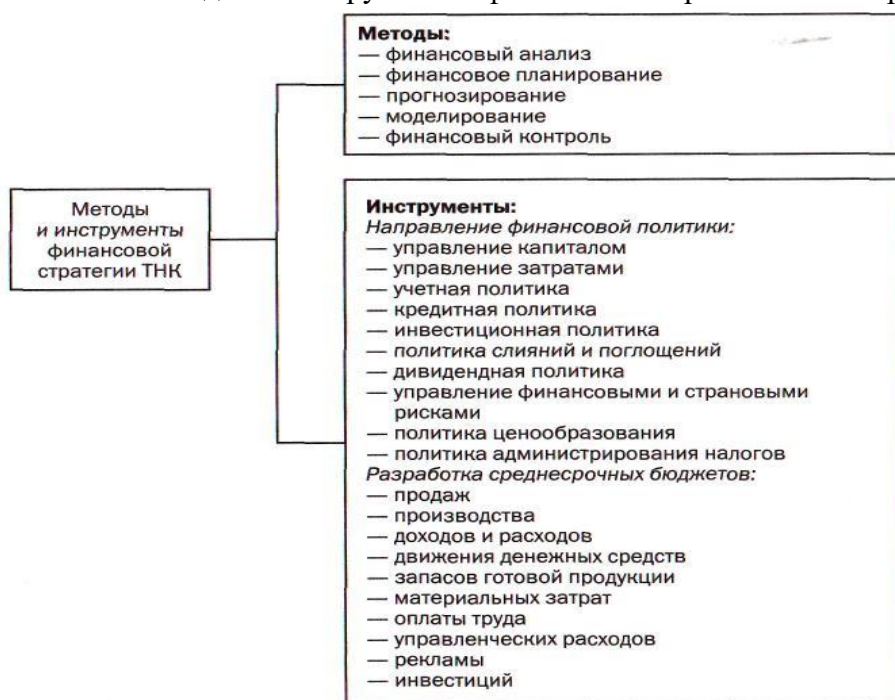 Методы
и инструменты
финансовой
стратегии ТНК
Методы:
— финансовый анализ
— финансовое планирование
— прогнозирование
— моделирование
— финансовый контроль
Инструменты:
Направление финансовой политики:
— управление капиталом
— управление затратами
— учетная политика
— кредитная политика
— инвестиционная политика
— политика слияний и поглощений
— дивидендная политика
— управление финансовыми и страновыми
рисками
— политика ценообразования
— политика администрирования налогов
Разработка среднесрочных бюджетов:
— продаж
— производства
— доходов и расходов
— движения денежных средств
— запасов готовой продукции
— материальных затрат
— оплаты труда
— управленческих расходов
— рекламы
— инвестиций